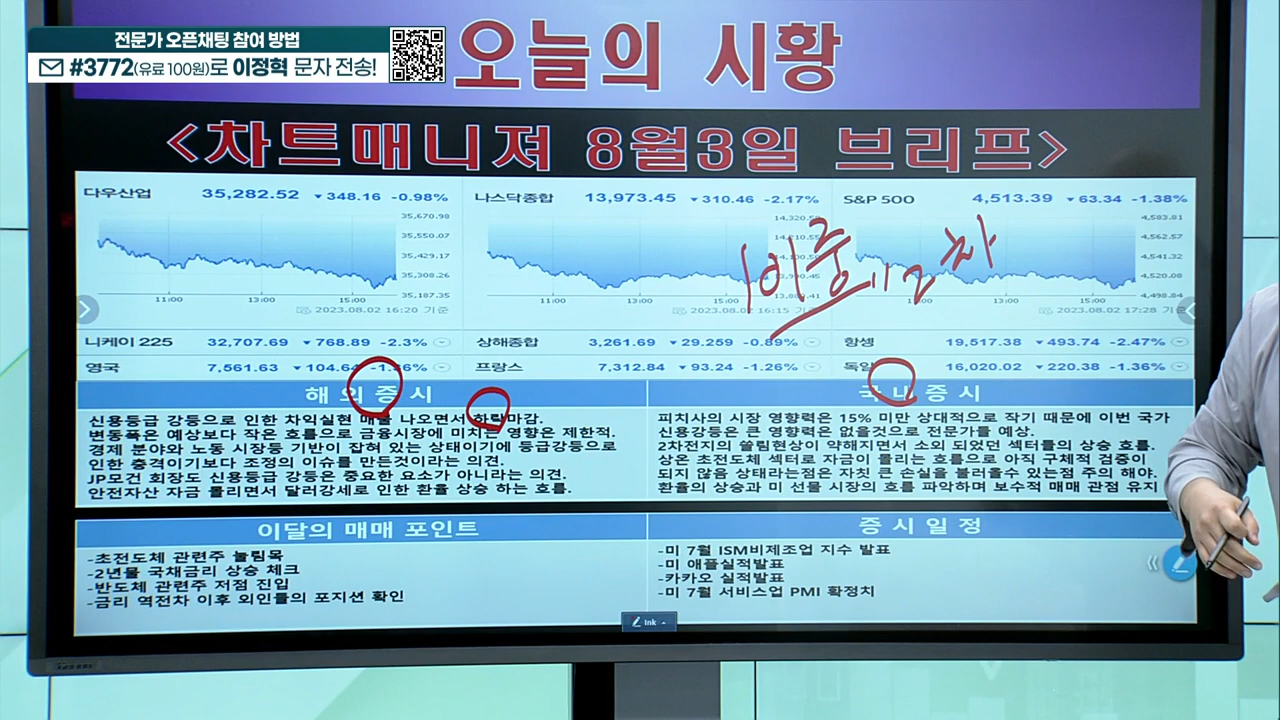 전문가 오픈채팅 참여 방법
#3772(유료 100원)로 이정혁 문자 전송!
오늘의 시황
<차트매니져 8월3일 브리프>
다우산업 35,282.52 ▼348.16 -0.98%
35,670.98
35,550.07
35,429.17
35,308.26
35,187.35
11:00 13:00 15:00
2023.08.02 16:20 기준
나스닥종합 13,973.45 ▼310.46 -2.17%
14,320.59
11:00 13:00 15:00
2023.08.02 16:15 기준
S&P 500 4,513.39 ▼63.34 -1.38%
4,583.81
4,562.57
4,541.32
4,520.08
4,498.84
11:00 13:00 15:00
2023.08.02 17:28 기준
니케이 225 32,707.69 ▼768.89 -2.3%
상해종합 3,261.69 ▼29.259 -0.89%
항셍 19,517.38 ▼493.74 -2.47%
영국 7,561.63 ▼104.64
프랑스 7,312.84 ▼93.24 -1.26%
독일 16,020.02 ▼220.38 -1.36%
해외증시
신용등급 강등으로 인한 차익실현 매물 나오면서 하락마감.
변동폭은 예상보다 작은 흐름으로 금융시장에 미치는 영향은 제한적.
경제 분야와 노동 시장등 기반이 잡혀 있는 상태이기에 등급강등으로
인한 충격이기보다 조정의 이슈를 만든것이라는 의견.
JP모건 회장도 신용등급 강등은 중요한 요소가 아니라는 의견.
안전자산 자금 몰리면서 달러강세로 인한 환율 상승 하는 흐름.
국내증시
피치사의 시장 영향력은 15% 미만 상대적으로 작기 때문에 이번 국가
신용강등은 큰 영향력은 없을것으로 전문가들 예상.
2차전지의 쏠림현상이 약해지면서 소외 되었던 섹터들의 상승 흐름.
상온 초전도체 섹터로 자금이 몰리는 흐름으로 아직 구체적 검증이
되지 않음 상태라는점은 자칫 큰 손실을 불러올수 있는점 주의 해야.
환율의 상승과 미 선물 시장의 흐름 파악하며 보수적 매매 관점 유지
이달의 매매 포인트
-초전도체 관련주 눌림목
-2년물 국채금리 상승 체크
-반도체 관련주 저점 진입
-금리 역전차 이후 외인들의 포지션 확인
증시일정
-미 7월 ISM비제조업 지수 발표
-미 애플실적발표
-카카오 실적발표
-미 7월 서비스업 PMI 확정치
Ink